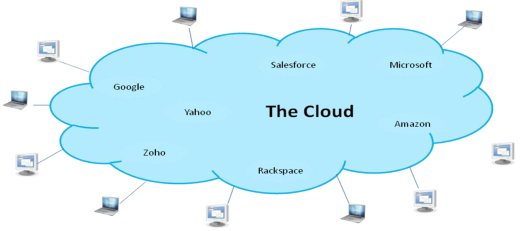 Salesforce
Microsoft
Google
Yahoo
The Cloud
Amazon
Zoho
Rackspace